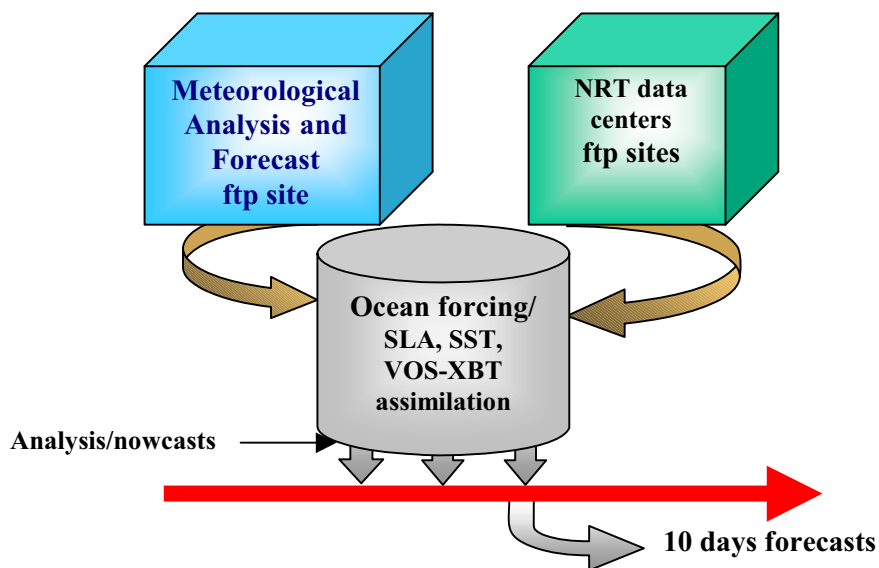 Meteorological
Analysis and
Forecast
ftp site
NRT data
centers
ftp sites
Ocean forcing/
SLA, SST,
VOS-XBT
assimilation
Analysis/nowcasts
10 days forecasts